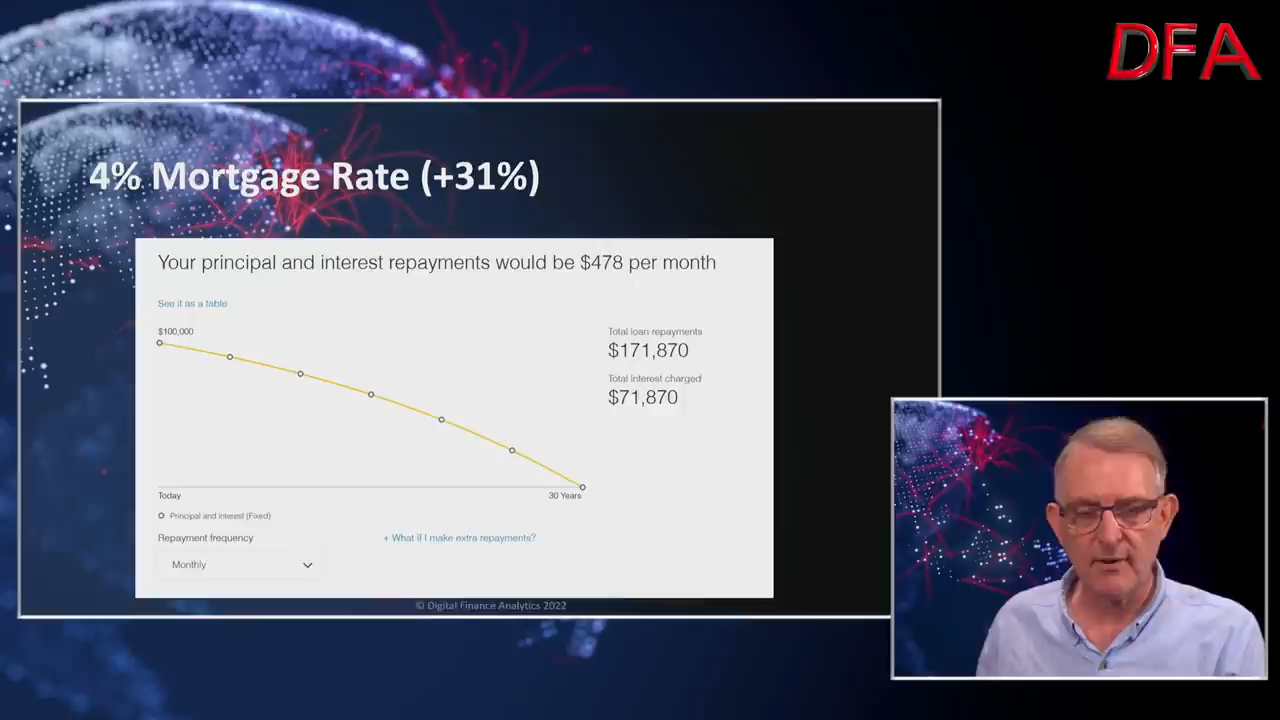 DFA
4% Mortgage Rate (+31%)
Your principal and interest repayments would be $478 per month
See it as a table
$100,000
Total loan repayments
$171,870
Total interest charged
$71,870
Today
30 Years
Principal and interest (Fixed)
Repayment frequency
+ What if I make extra repayments?
Monthly
© Digital Finance Analytics 2022